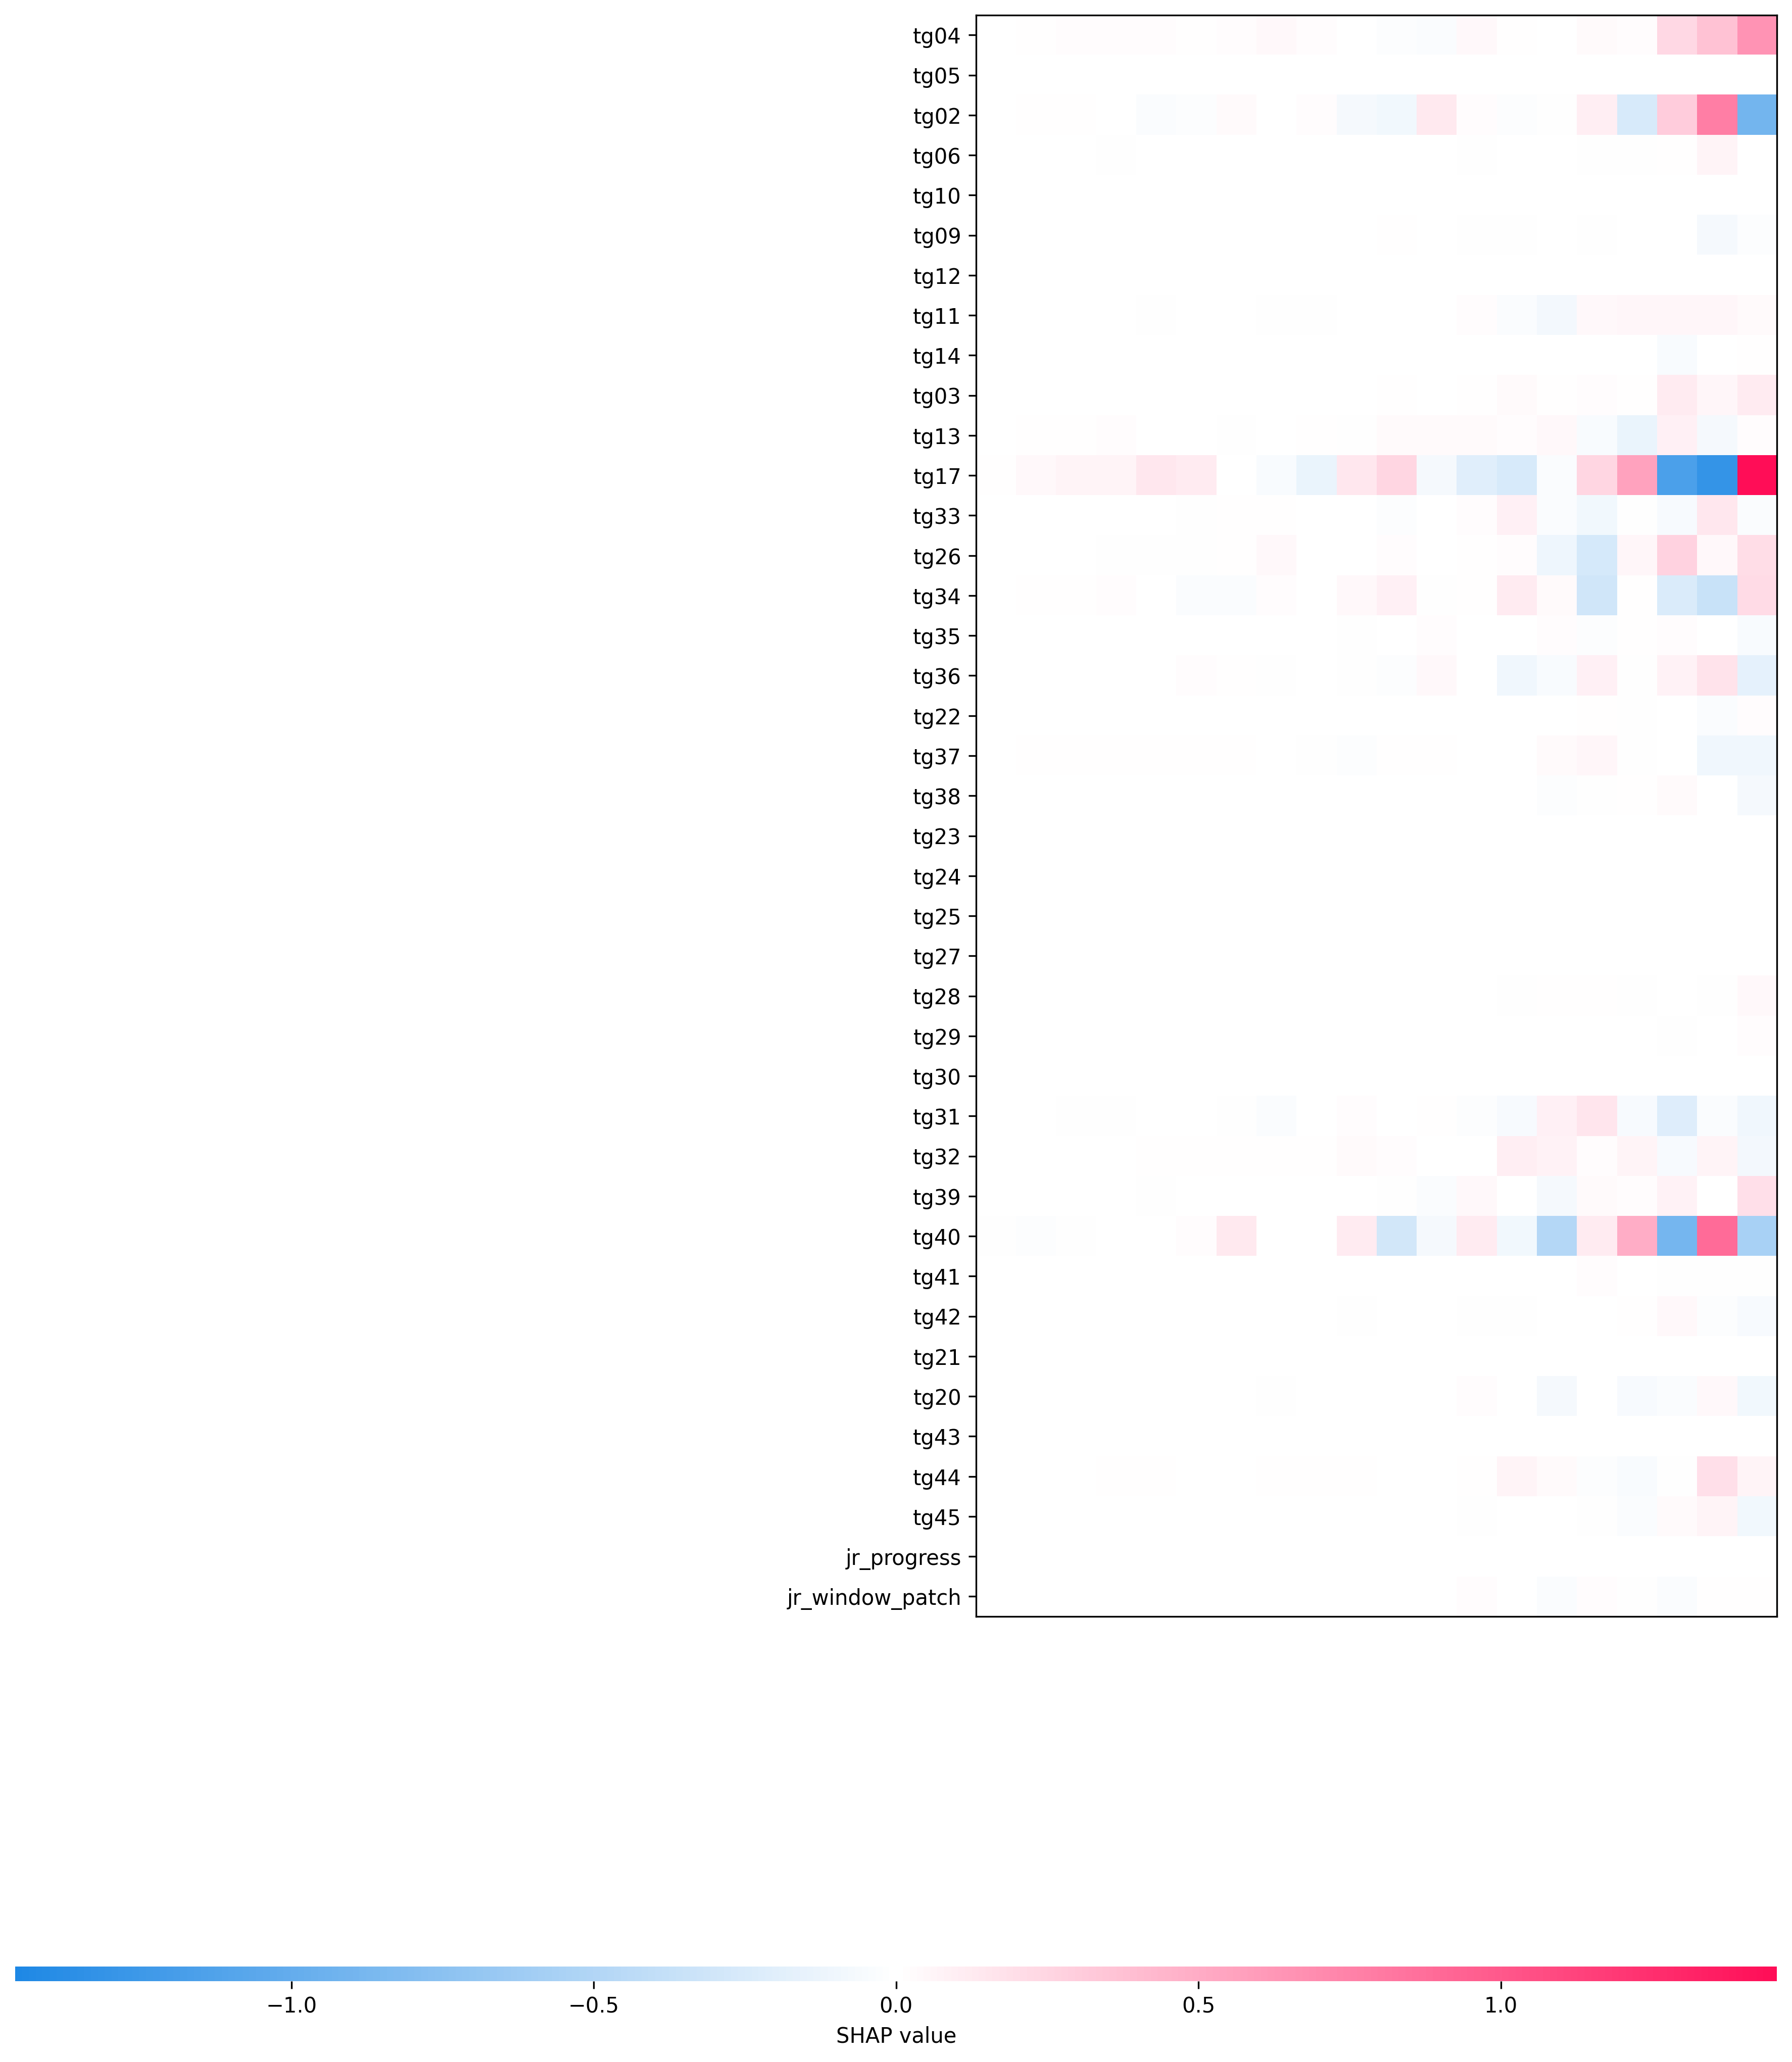 tg04
tg05
tg02
tg06
tg10
tg09
tg12
tg11
tg14
tg03
tg13
tg17
tg33
tg26
tg34
tg35
tg36
tg22
tg37
tg38
tg23
tg24
tg25
tg27
tg28
tg29
tg30
tg31
tg32
tg39
tg40
tg41
tg42
tg21
tg20
tg43
tg44
tg45
jr_progress
jr_window_patch
−1.0 −0.5 0.0 0.5 1.0
SHAP value